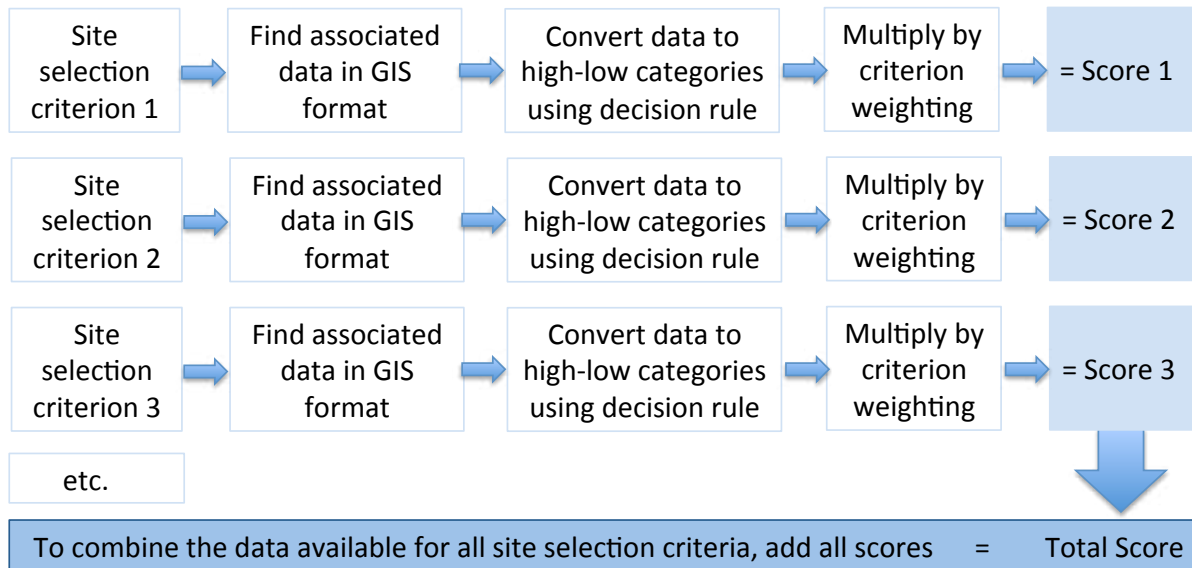 Site
selection
criterion 1
Find associated
data in GIS
format
Convert data to
high-low categories
using decision rule
Multiply by
criterion
weighting
= Score 1
Site
selection
criterion 2
Find associated
data in GIS
format
Convert data to
high-low categories
using decision rule
Multiply by
criterion
weighting
= Score 2
Site
selection
criterion 3
Find associated
data in GIS
format
Convert data to
high-low categories
using decision rule
Multiply by
criterion
weighting
= Score 3
etc.
To combine the data available for all site selection criteria, add all scores = Total Score